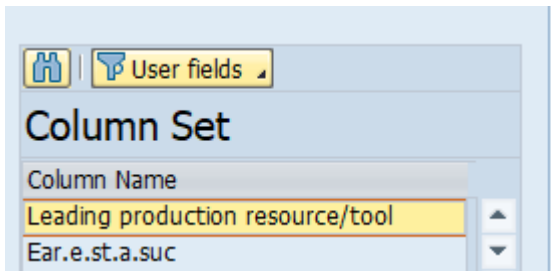 User fields
Column Set
Column Name
Leading production resource/tool
Ear.e.st.a.suc